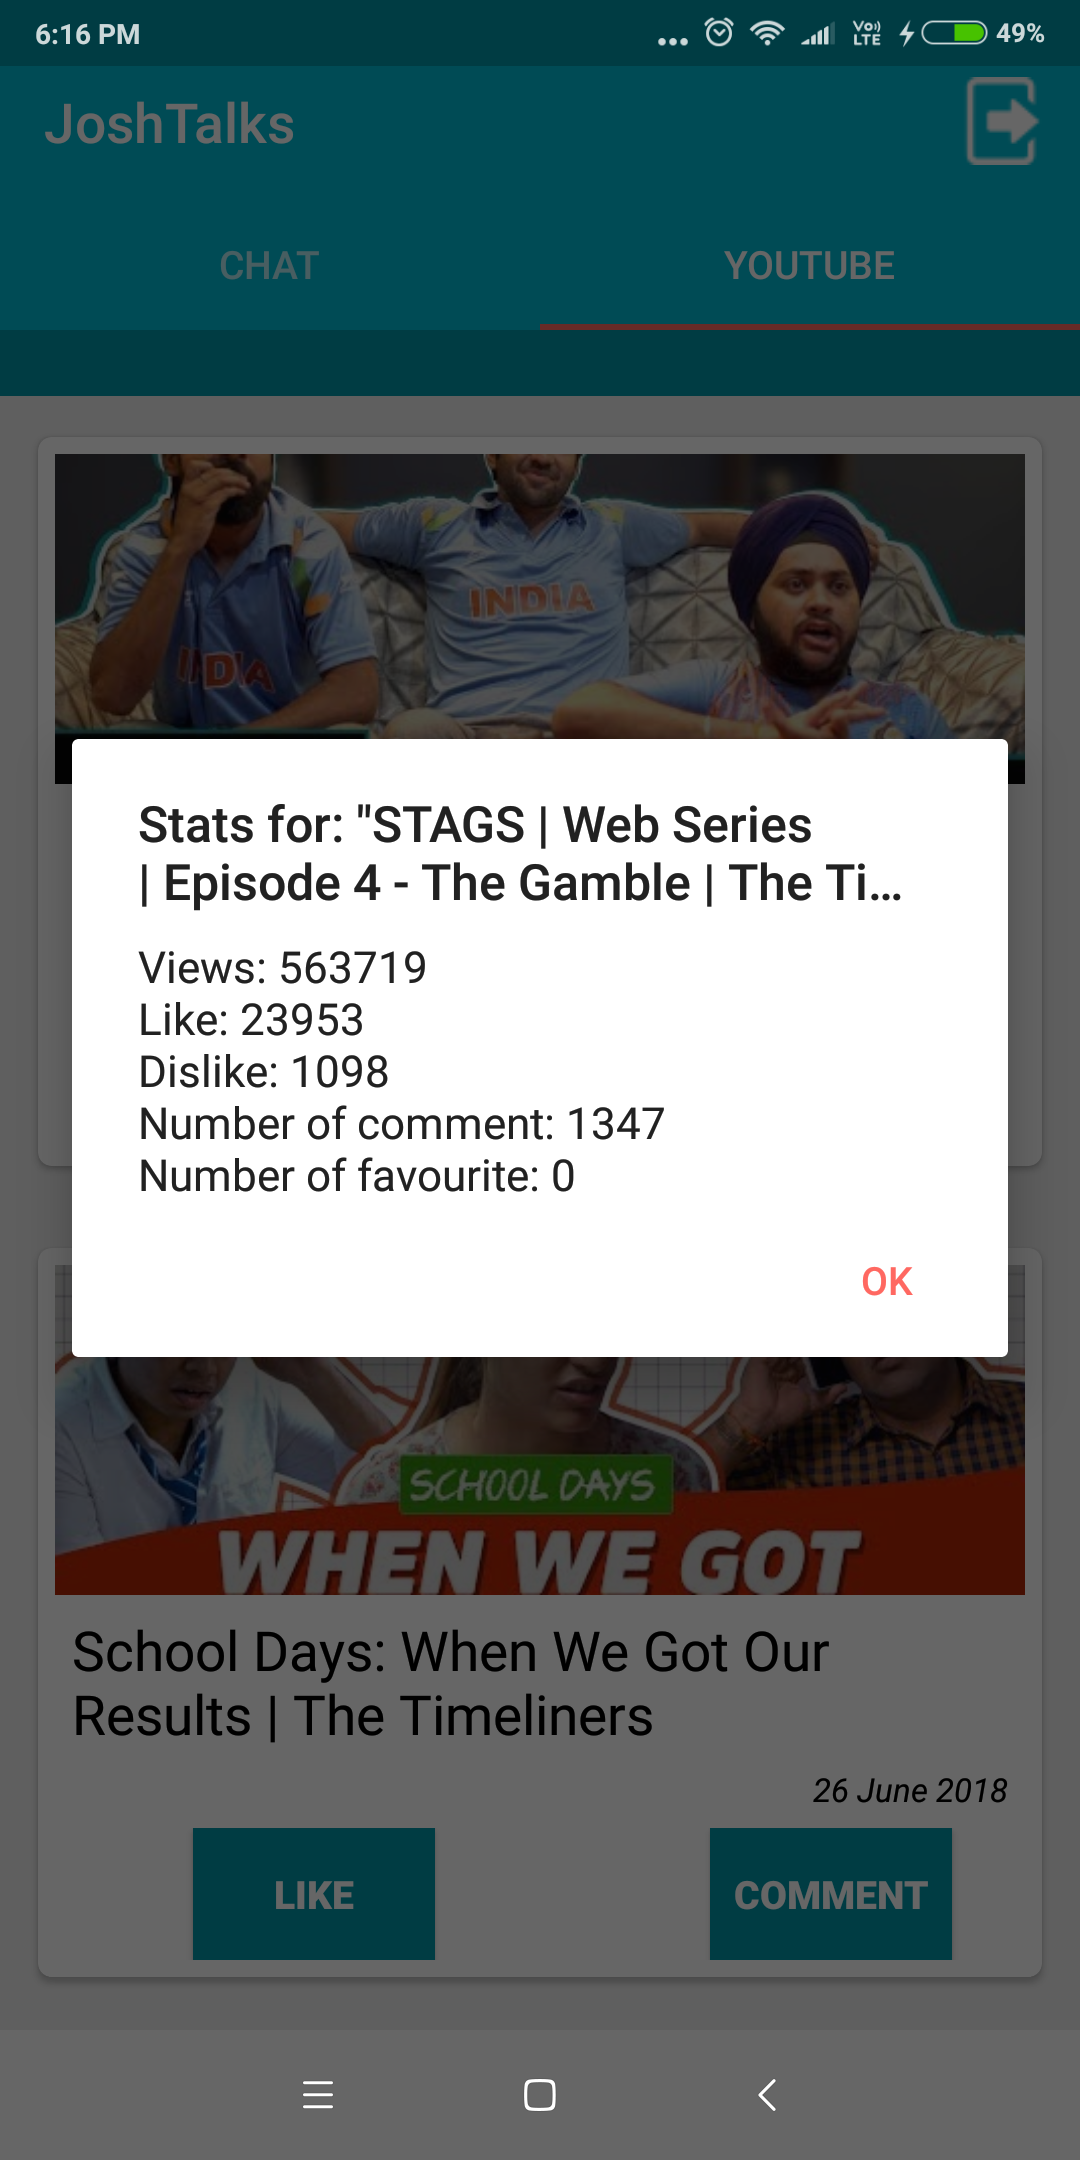 6:16 PM
Vo)) LTE
49%
JoshTalks
CHAT
YOUTUBE
INDIA
INDIA
Stats for: "STAGS | Web Series
| Episode 4 - The Gamble | The Ti...
Views: 563719
Like: 23953
Dislike: 1098
Number of comment: 1347
Number of favourite: 0
OK
SCHOOL DAYS
WHEN WE GOT
School Days: When We Got Our
Results | The Timeliners
26 June 2018
LIKE
COMMENT